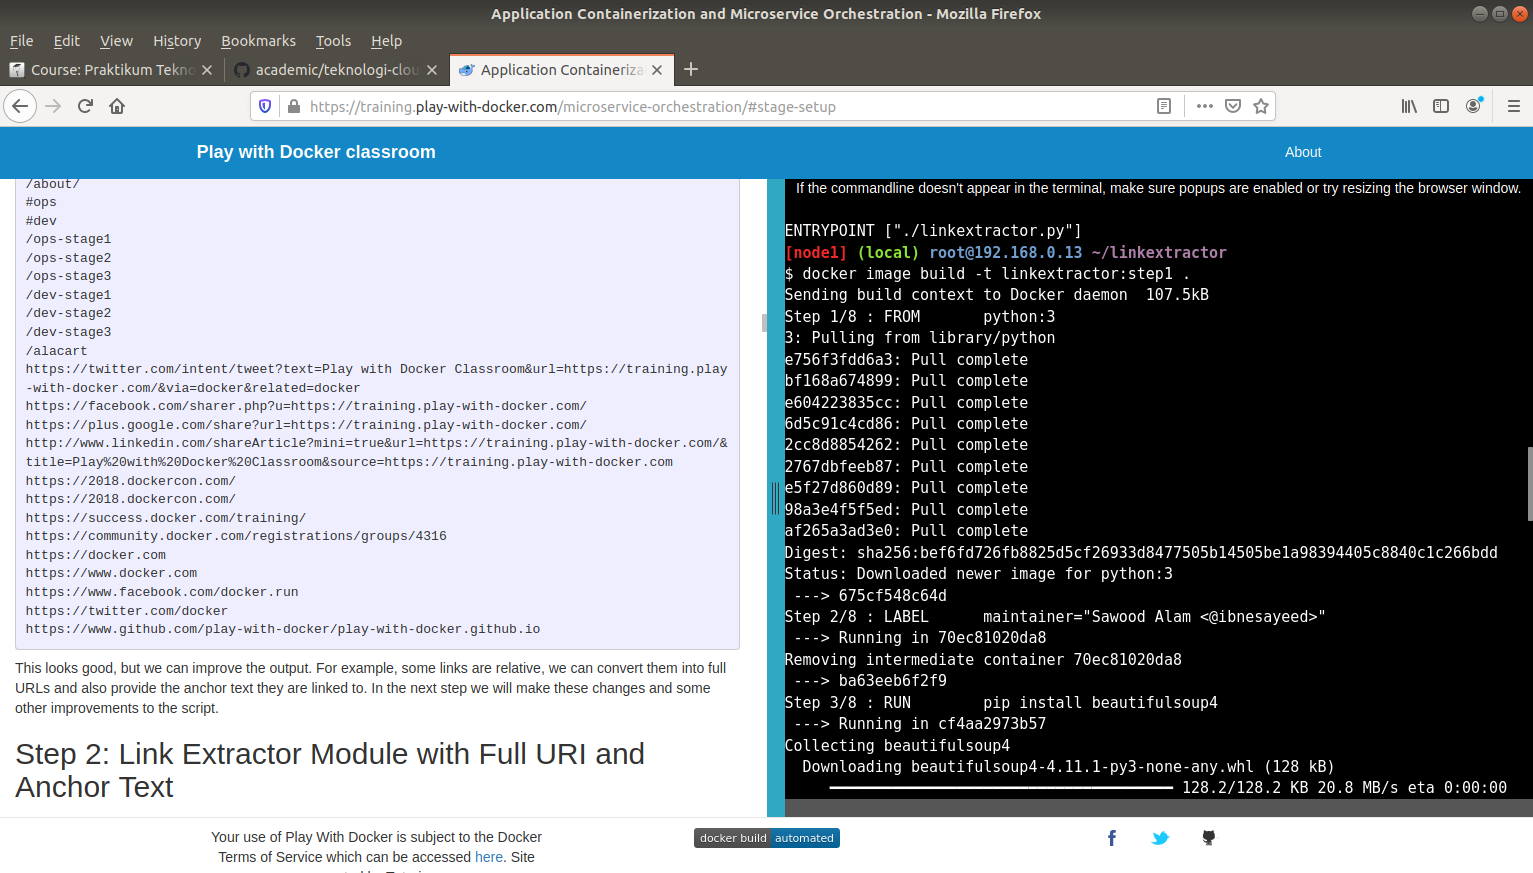 Application Containerization and Microservice Orchestration - Mozilla Firefox
File Edit View History Bookmarks Tools Help
Course: Praktikum Tekno
academic/teknologi-clou
Application Containeriza
https://training.play-with-docker.com/microservice-orchestration/#stage-setup
Play with Docker classroom
About
/about/
#ops
#dev
/ops-stage1
/ops-stage2
/ops-stage3
/dev-stage1
/dev-stage2
/dev-stage3
/alacart
https://twitter.com/intent/tweet?text=Play with Docker Classroom&url=https://training.play
-with-docker.com/&via=docker&related=docker
https://facebook.com/sharer.php?u=https://training.play-with-docker.com/
https://plus.google.com/share?url=https://training.play-with-docker.com/
http://www.linkedin.com/shareArticle?mini=true&url=https://training.play-with-docker.com/&
title=Play%20with%20Docker%20Classroom&source=https://training.play-with-docker.com
https://2018.dockercon.com/
https://2018.dockercon.com/
https://success.docker.com/training/
https://community.docker.com/registrations/groups/4316
https://docker.com
https://www.docker.com
https://www.facebook.com/docker.run
https://twitter.com/docker
https://www.github.com/play-with-docker/play-with-docker.github.io
This looks good, but we can improve the output. For example, some links are relative, we can convert them into full
URLs and also provide the anchor text they are linked to. In the next step we will make these changes and some
other improvements to the script.
Step 2: Link Extractor Module with Full URI and
Anchor Text
If the commandline doesn't appear in the terminal, make sure popups are enabled or try resizing the browser window.
ENTRYPOINT ["./linkextractor.py"]
[node1] (local) root@192.168.0.13 ~/linkextractor
$ docker image build -t linkextractor:step1 .
Sending build context to Docker daemon  107.5kB
Step 1/8 : FROM       python:3
3: Pulling from library/python
e756f3fdd6a3: Pull complete
bf168a674899: Pull complete
e604223835cc: Pull complete
6d5c91c4cd86: Pull complete
2cc8d8854262: Pull complete
2767dbfeeb87: Pull complete
e5f27d860d89: Pull complete
98a3e4f5f5ed: Pull complete
af265a3ad3e0: Pull complete
Digest: sha256:bef6fd726fb8825d5cf26933d8477505b14505be1a98394405c8840c1c266bdd
Status: Downloaded newer image for python:3
 ---> 675cf548c64d
Step 2/8 : LABEL      maintainer="Sawood Alam <@ibnesayeed>"
 ---> Running in 70ec81020da8
Removing intermediate container 70ec81020da8
 ---> ba63eeb6f2f9
Step 3/8 : RUN        pip install beautifulsoup4
 ---> Running in cf4aa2973b57
Collecting beautifulsoup4
  Downloading beautifulsoup4-4.11.1-py3-none-any.whl (128 kB)
128.2/128.2 KB 20.8 MB/s eta 0:00:00
Your use of Play With Docker is subject to the Docker
Terms of Service which can be accessed here. Site
docker build automated